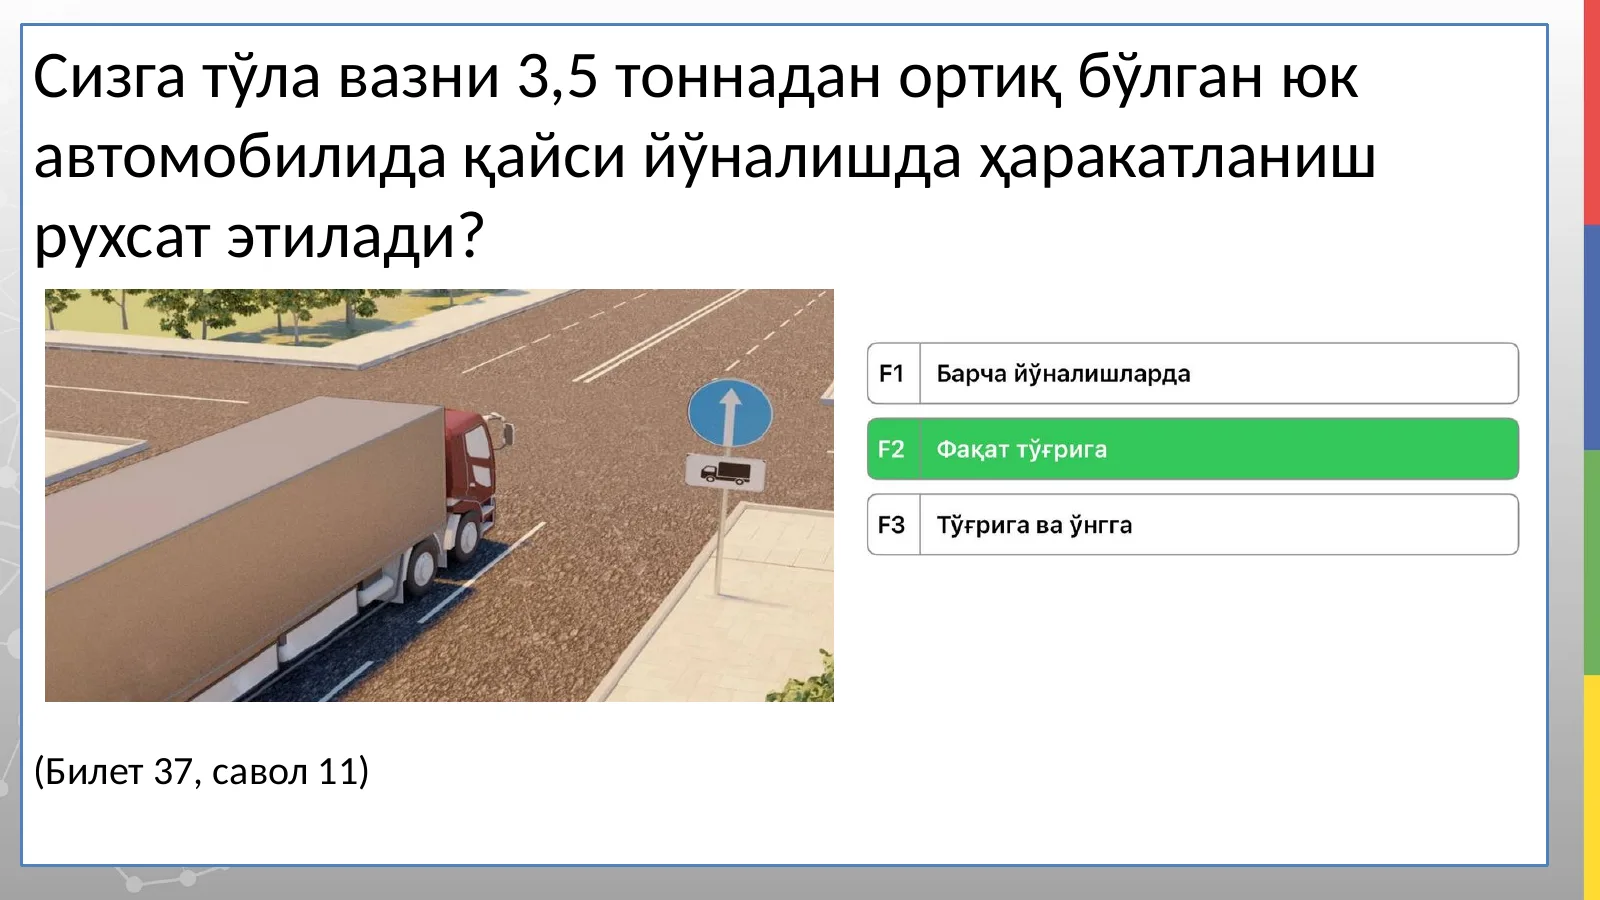 Сизга тўла вазни 3,5 тоннадан ортиқ бўлган юк
автомобилида қайси йўналишда ҳаракатланиш
рухсат этилади?
F1 Барча йўналишларда
F2 Фақат тўғрига
F3 Тўғрига ва ўнгга
(Билет 37, савол 11)